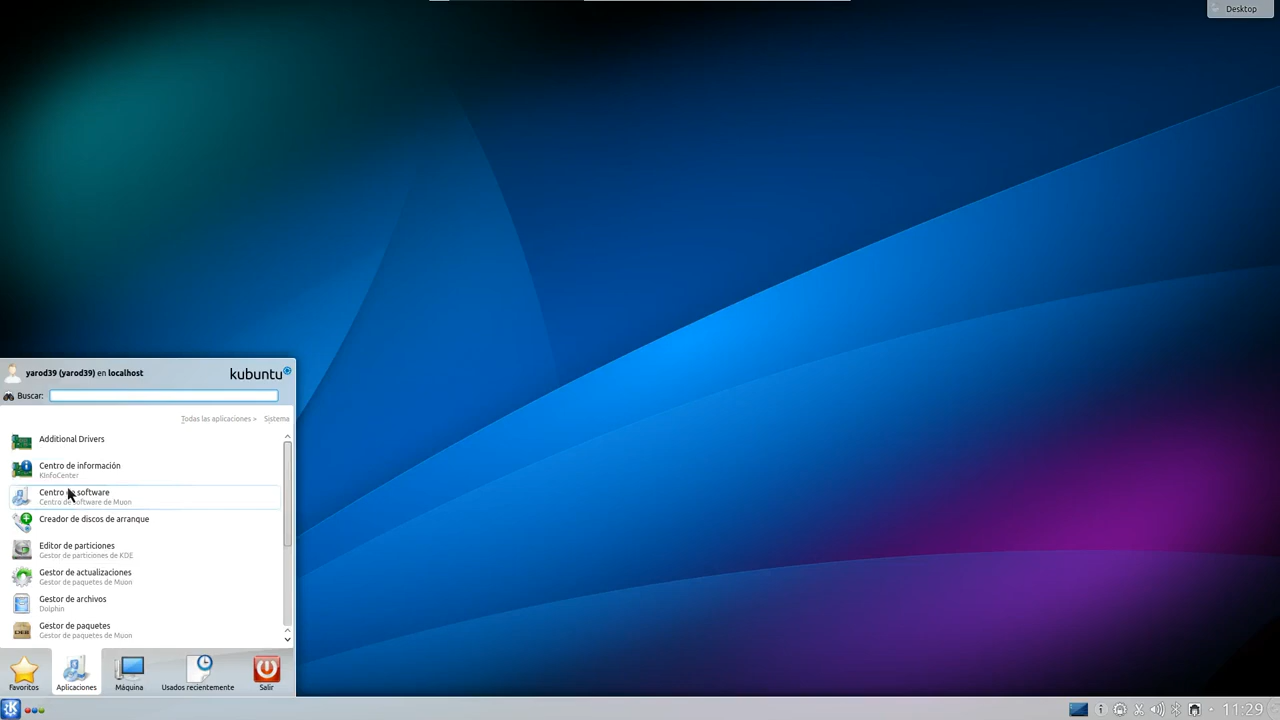 Desktop
yarod39 (yarod39) en localhost
kubuntu
Buscar:
Todas las aplicaciones > Sistema
Additional Drivers
Centro de información
KInfoCenter
Centro de software
Centro de software de Muon
Creador de discos de arranque
Editor de particiones
Gestor de particiones de KDE
Gestor de actualizaciones
Gestor de paquetes de Muon
Gestor de archivos
Dolphin
Gestor de paquetes
Gestor de paquetes de Muon
Favoritos
Aplicaciones
Máquina
Usados recientemente
Salir
11:29